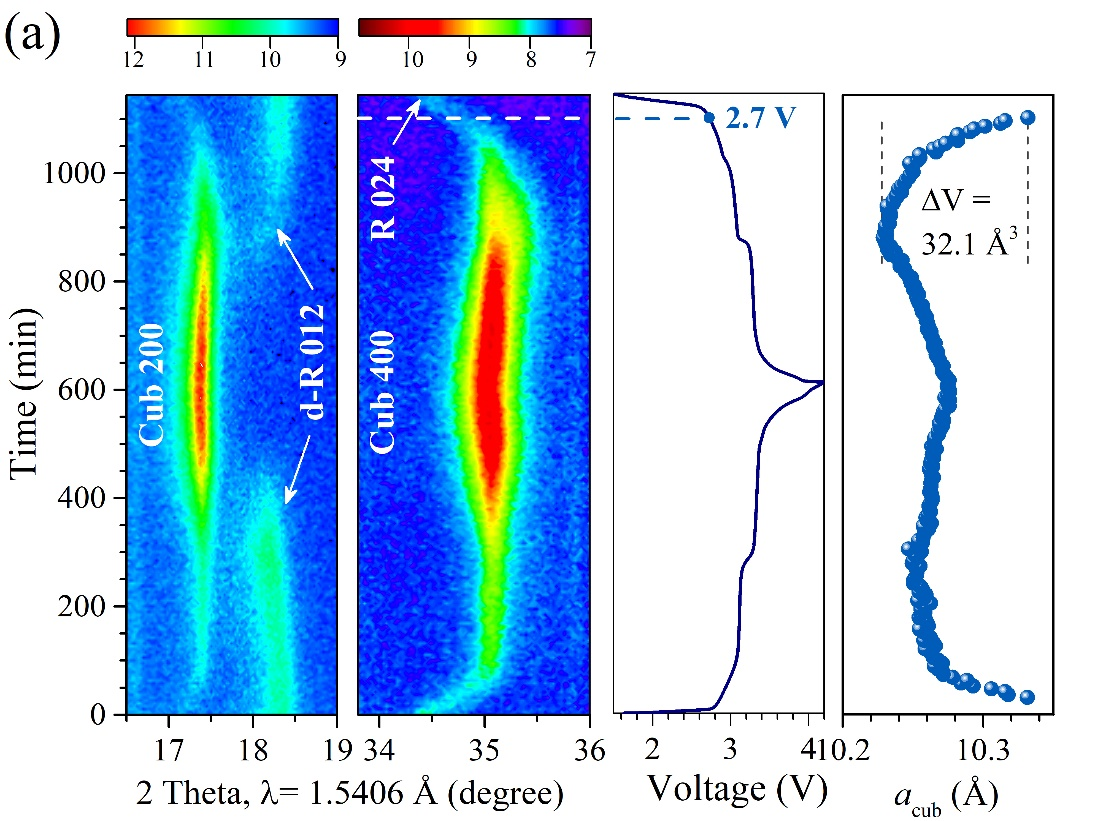 (a)
12 11 10 9
10 9 8 7
2.7 V
R 024
ΔV =
32.1 Å³
Cub 200
d-R 012
Cub 400
Time (min)
1000
800
600
400
200
0
17 18 19
34 35 36
2 3 4
10.2 10.3
2 Theta, λ= 1.5406 Å (degree)
Voltage (V)
acub (Å)